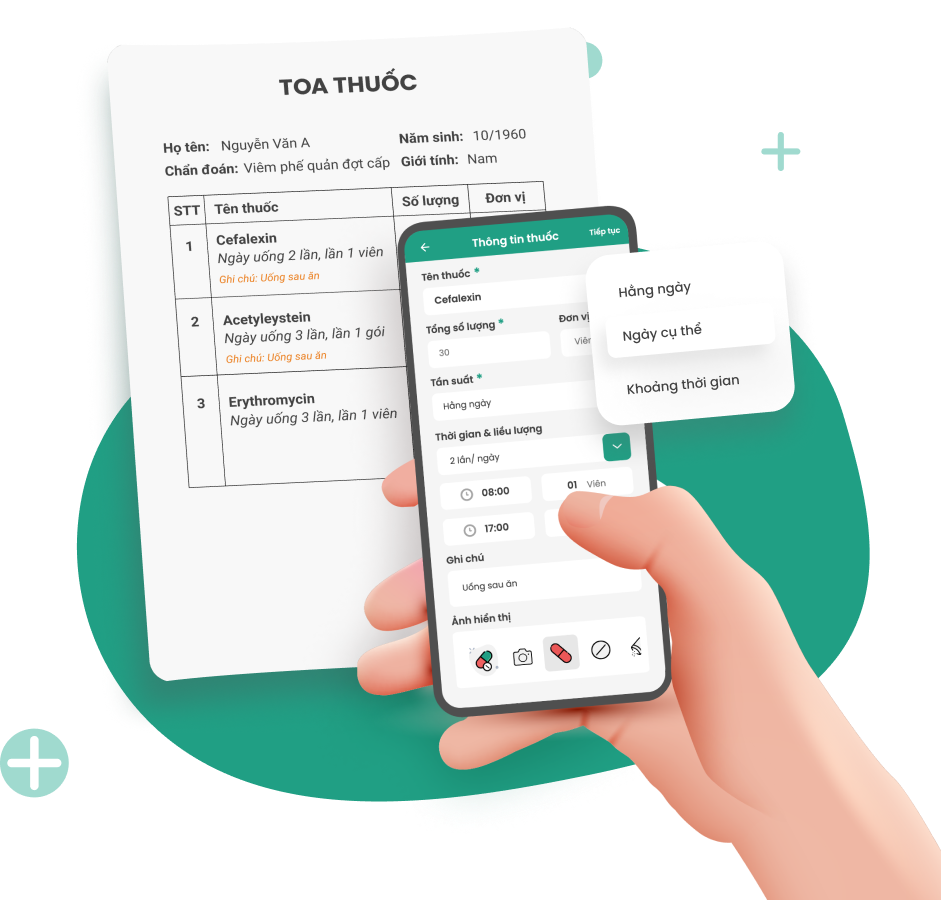 TOA THUỐC
Họ tên: Nguyễn Văn A Năm sinh: 10/1960
Chẩn đoán: Viêm phế quản đợt cấp Giới tính: Nam
STT Tên thuốc Số lượng Đơn vị
1 Cefalexin
Ngày uống 2 lần, lần 1 viên
Ghi chú: Uống sau ăn
2 Acetyleystein
Ngày uống 3 lần, lần 1 gói
Ghi chú: Uống sau ăn
3 Erythromycin
Ngày uống 3 lần, lần 1 viên
Thông tin thuốc Tiếp tục
Tên thuốc *
Cefalexin
Tổng số lượng * Đơn vị
30 Viên
Tần suất *
Hằng ngày
Thời gian & liều lượng
2 lần/ ngày
08:00 01 Viên
17:00
Ghi chú
Uống sau ăn
Ảnh hiển thị
Hằng ngày
Ngày cụ thể
Khoảng thời gian